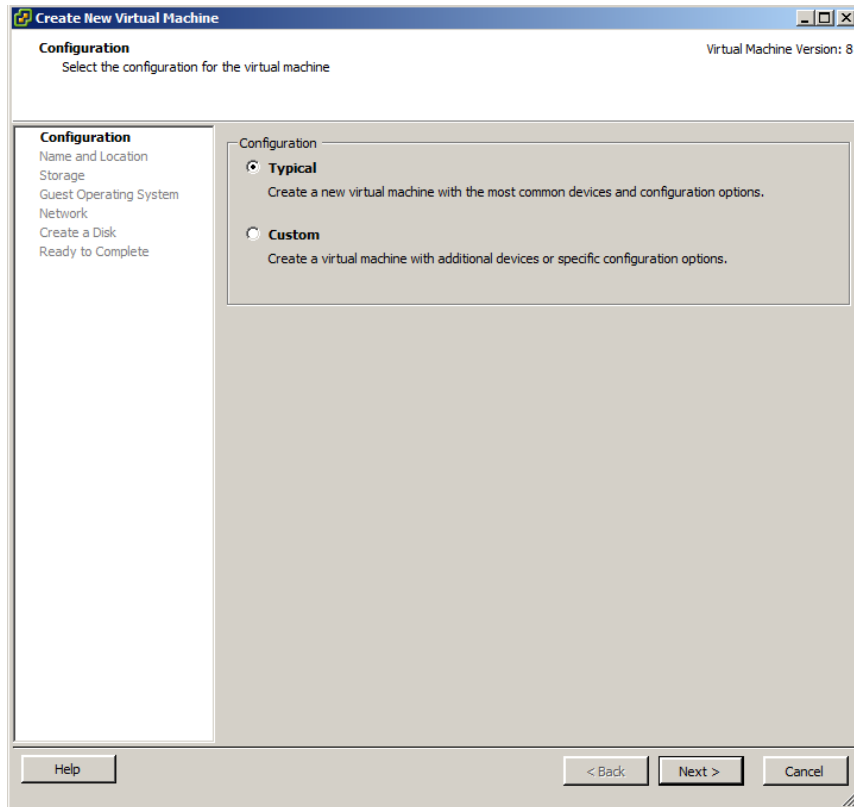 Create New Virtual Machine
Configuration
Select the configuration for the virtual machine
Virtual Machine Version: 8
Configuration
Name and Location
Storage
Guest Operating System
Network
Create a Disk
Ready to Complete
Configuration
Typical
Create a new virtual machine with the most common devices and configuration options.
Custom
Create a virtual machine with additional devices or specific configuration options.
Help
< Back
Next >
Cancel